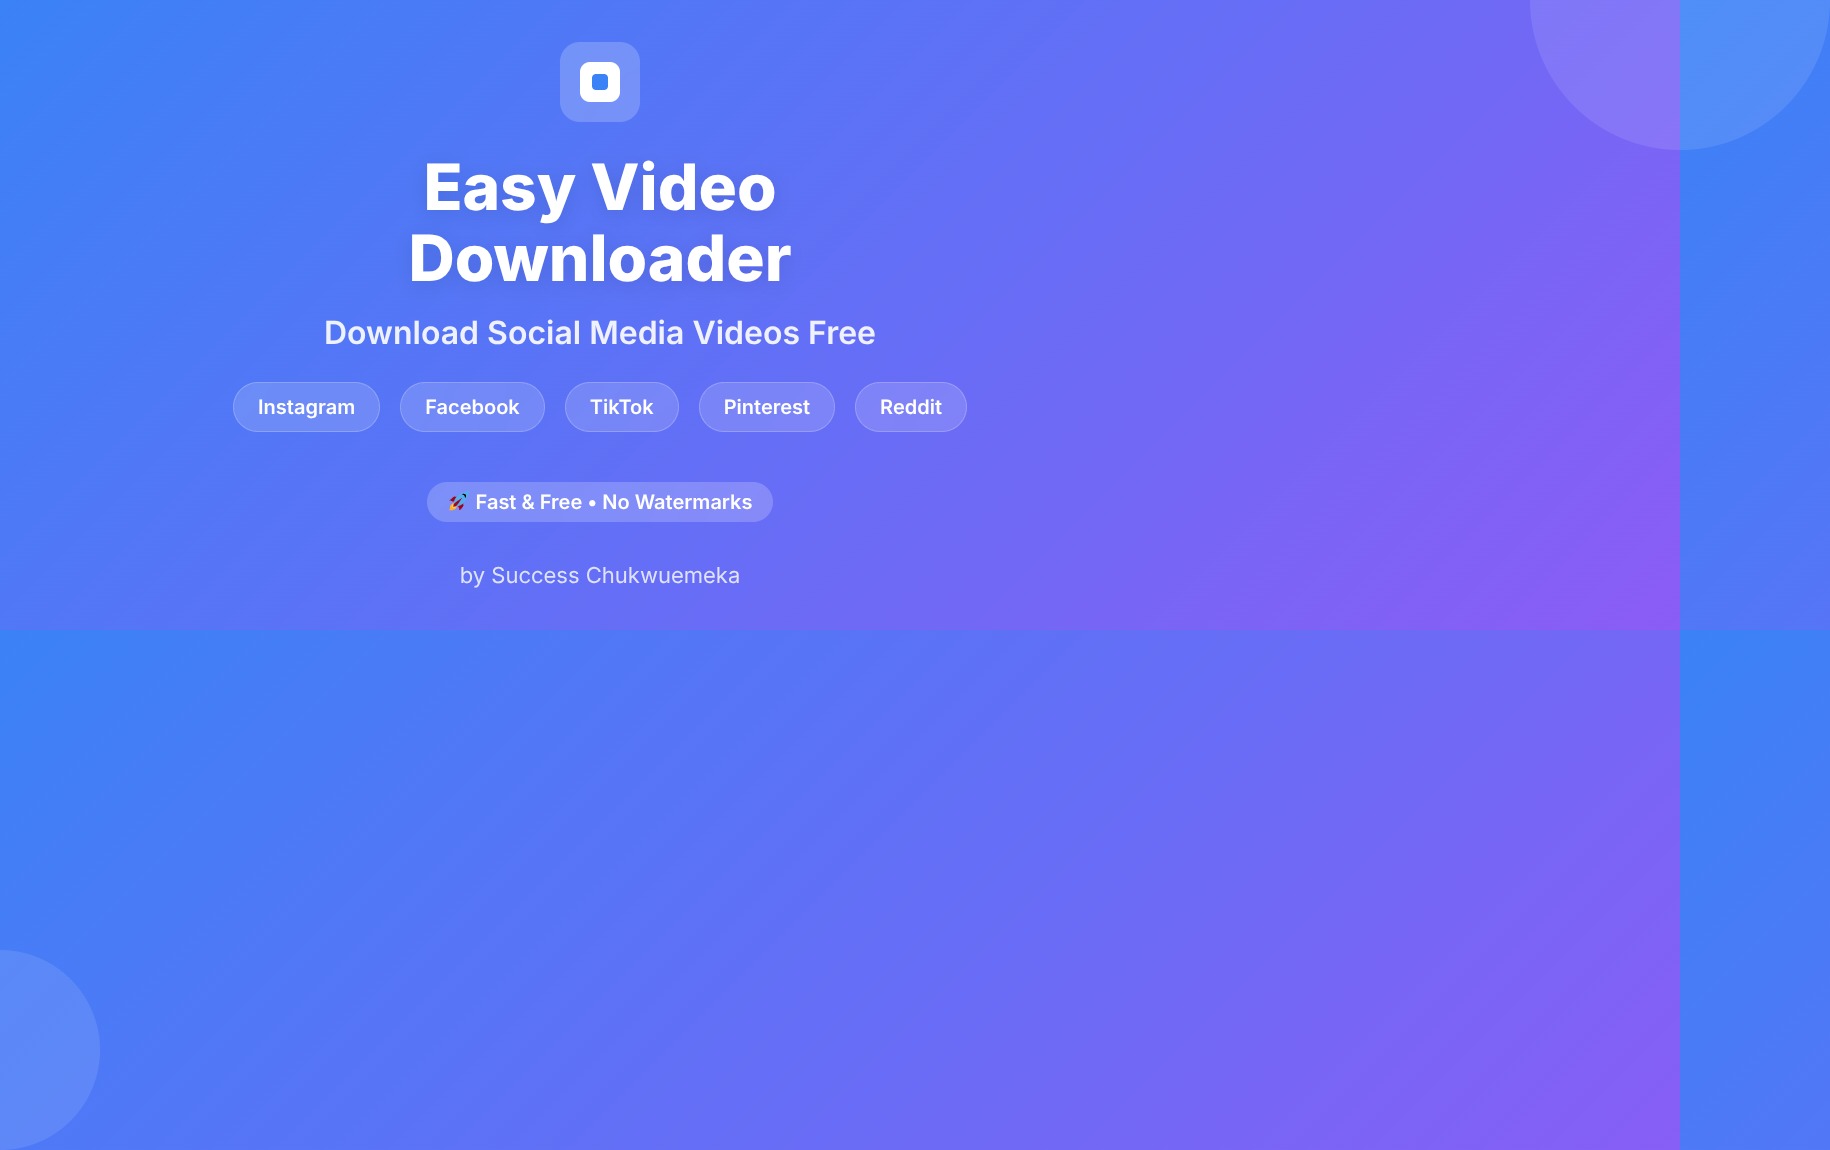 Easy Video
Downloader
Download Social Media Videos Free
Instagram Facebook TikTok Pinterest Reddit
🚀 Fast & Free • No Watermarks
by Success Chukwuemeka